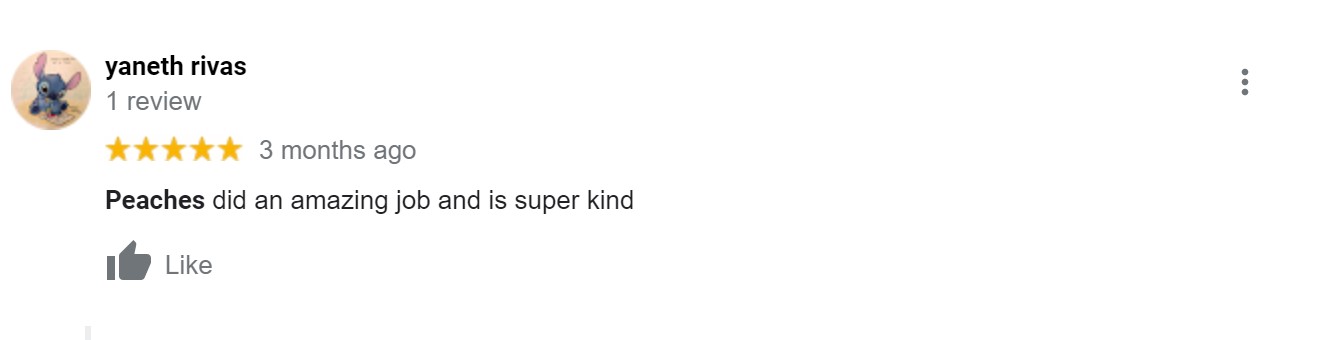 yaneth rivas
1 review
3 months ago
Peaches did an amazing job and is super kind
Like